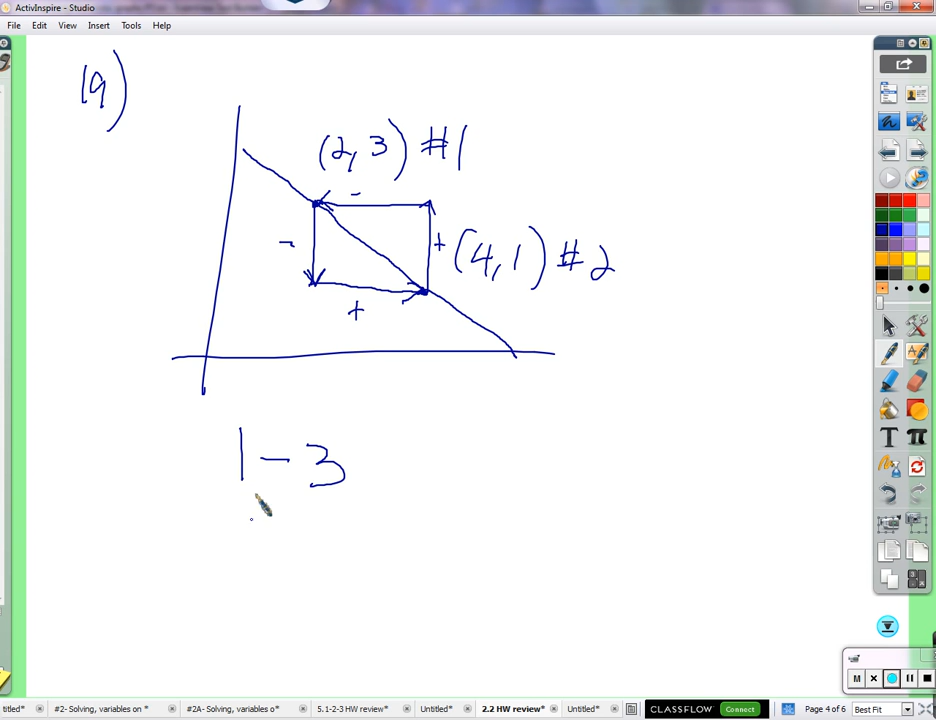 ActivInspire - Studio
File Edit View Insert Tools Help
19)
(2, 3) #1
-
- + (4, 1) #2
+
1 - 3
M
titled* #2- Solving, variables on * #2A- Solving, variables o* 5.1-2-3 HW review* Untitled* 2.2 HW review* Untitled* CLASSFLOW Connect Page 4 of 6 Best Fit